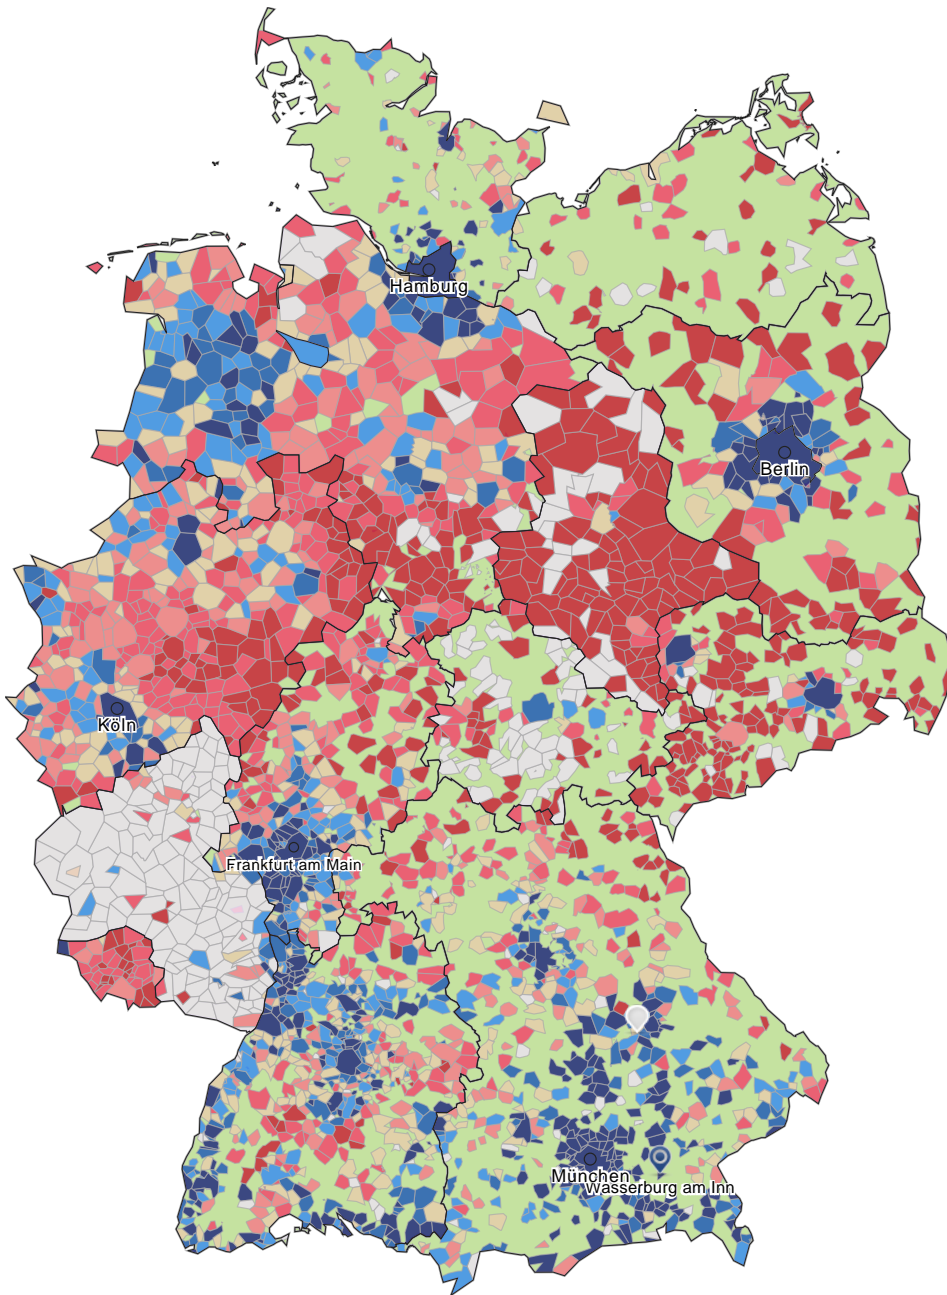 Hamburg
Berlin
Köln
Frankfurt am Main
München
Wasserburg am Inn